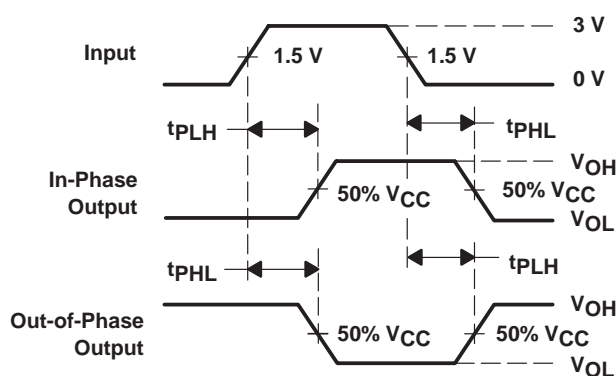 3 V
Input
1.5 V
1.5 V
0 V
tPLH
tPHL
VOH
In-Phase
Output
50% VCC
50% VCC
VOL
tPHL
tPLH
VOH
Out-of-Phase
Output
50% VCC
50% VCC
VOL